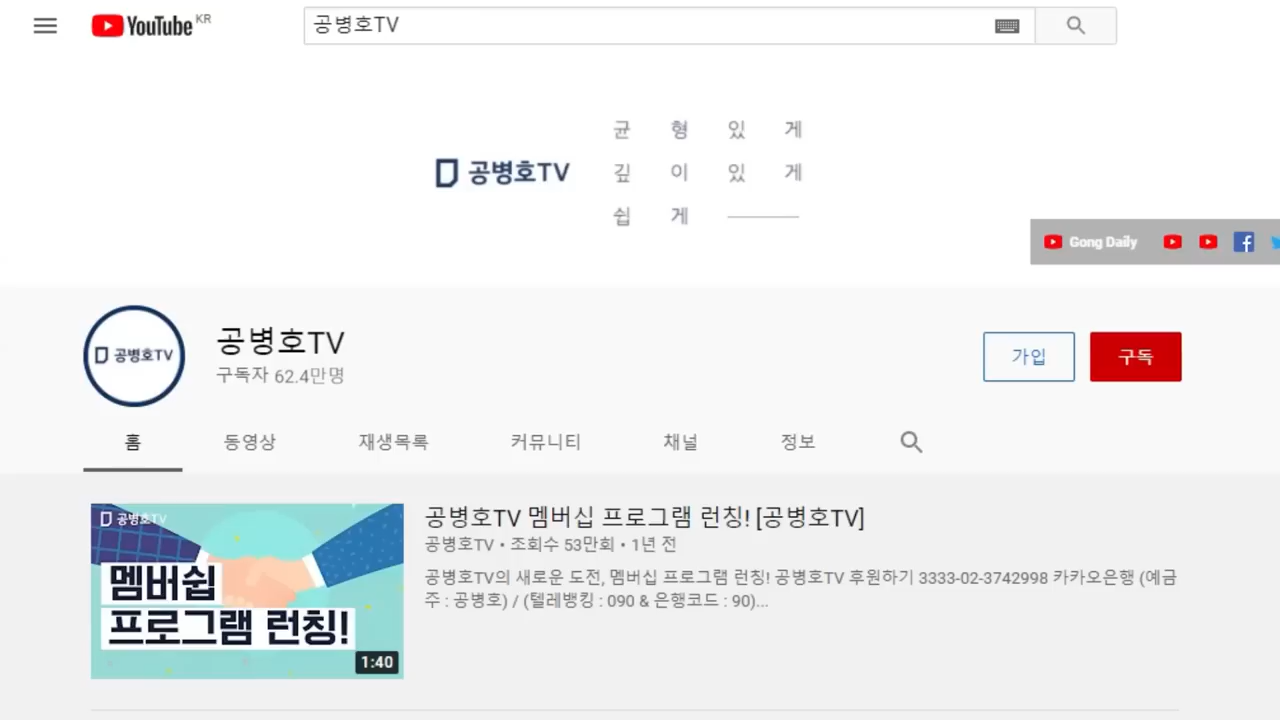 YouTube KR
공병호TV
공병호TV
균형있게
깊이있게
쉽게
Gong Daily
공병호TV
공병호TV
구독자 62.4만명
가입
구독
홈
동영상
재생목록
커뮤니티
채널
정보
공병호TV
멤버쉽
프로그램 런칭!
1:40
공병호TV 멤버십 프로그램 런칭! [공병호TV]
공병호TV • 조회수 53만회 • 1년 전
공병호TV의 새로운 도전, 멤버십 프로그램 런칭! 공병호TV 후원하기 3333-02-3742998 카카오은행 (예금
주 : 공병호) / (텔레뱅킹 : 090 & 은행코드 : 90)...